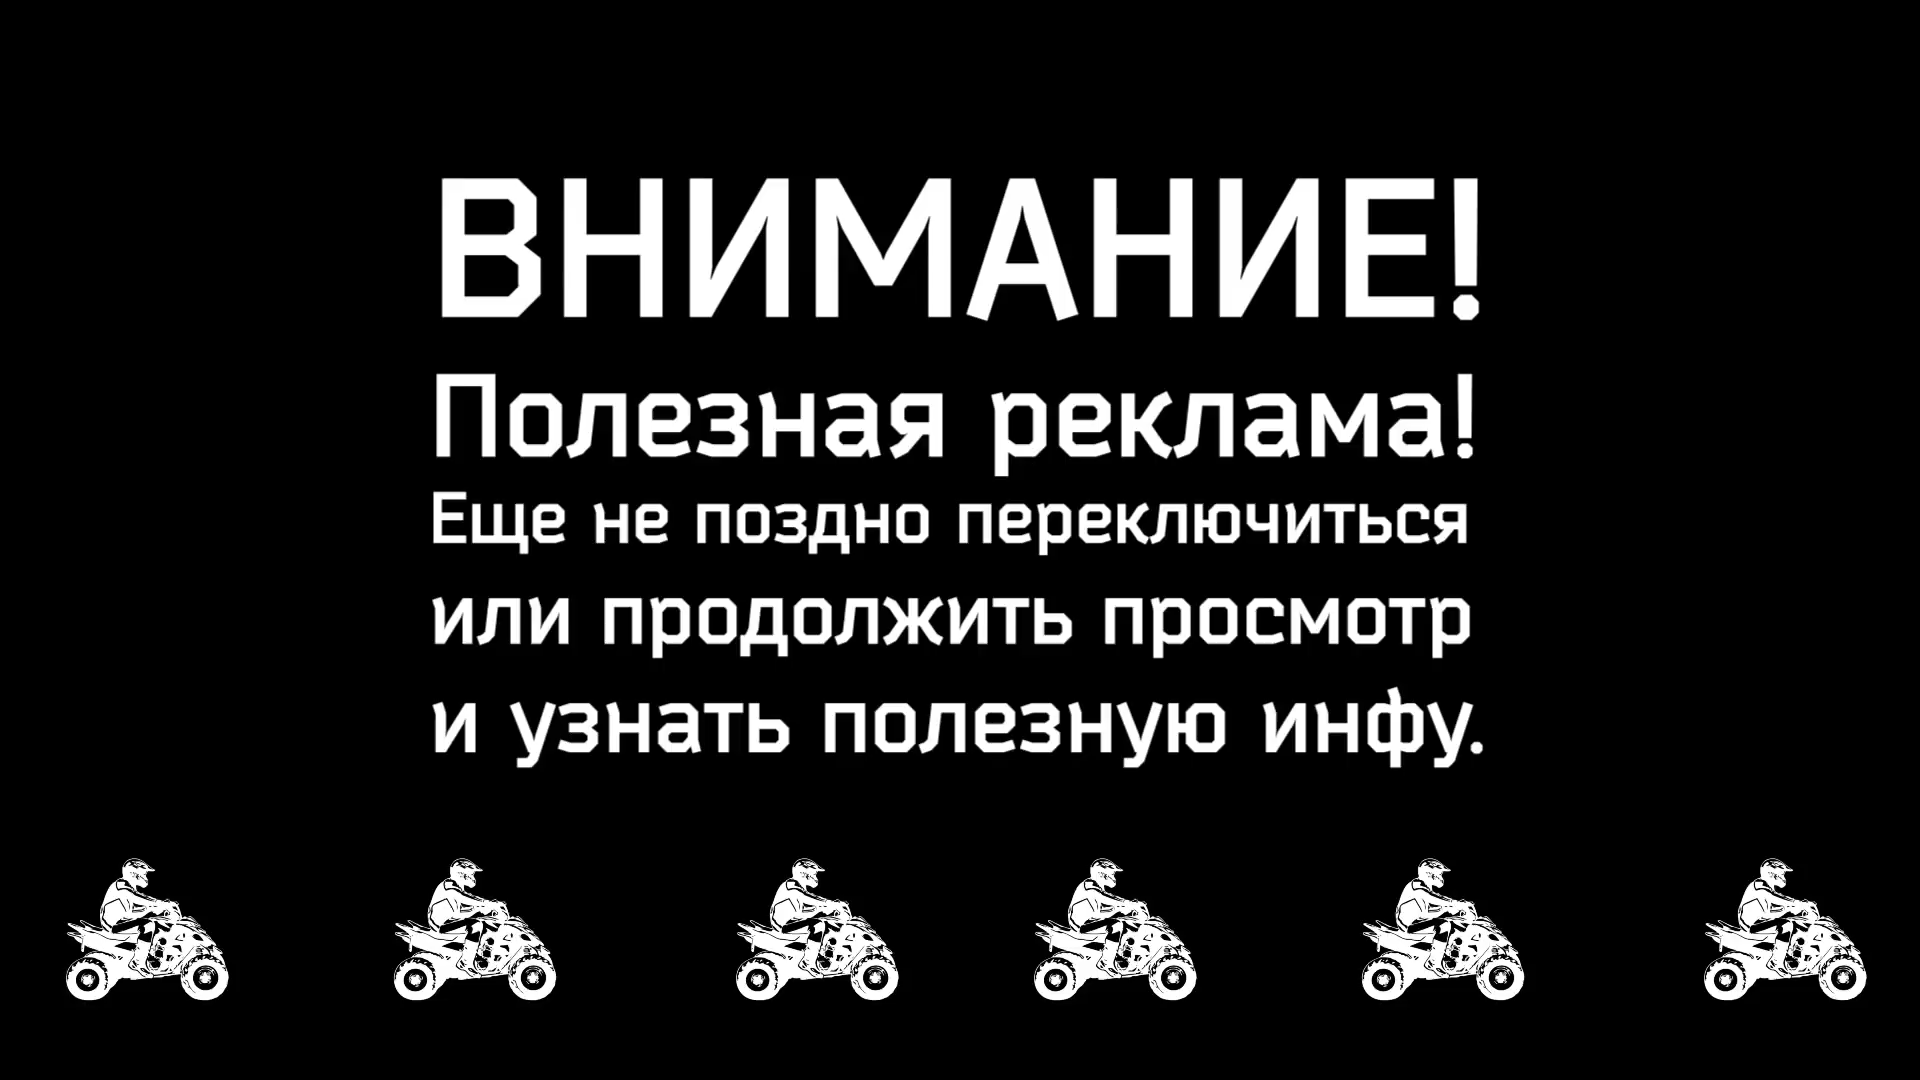 ВНИМАНИЕ!
Полезная реклама!
Еще не поздно переключиться
или продолжить просмотр
и узнать полезную инфу.